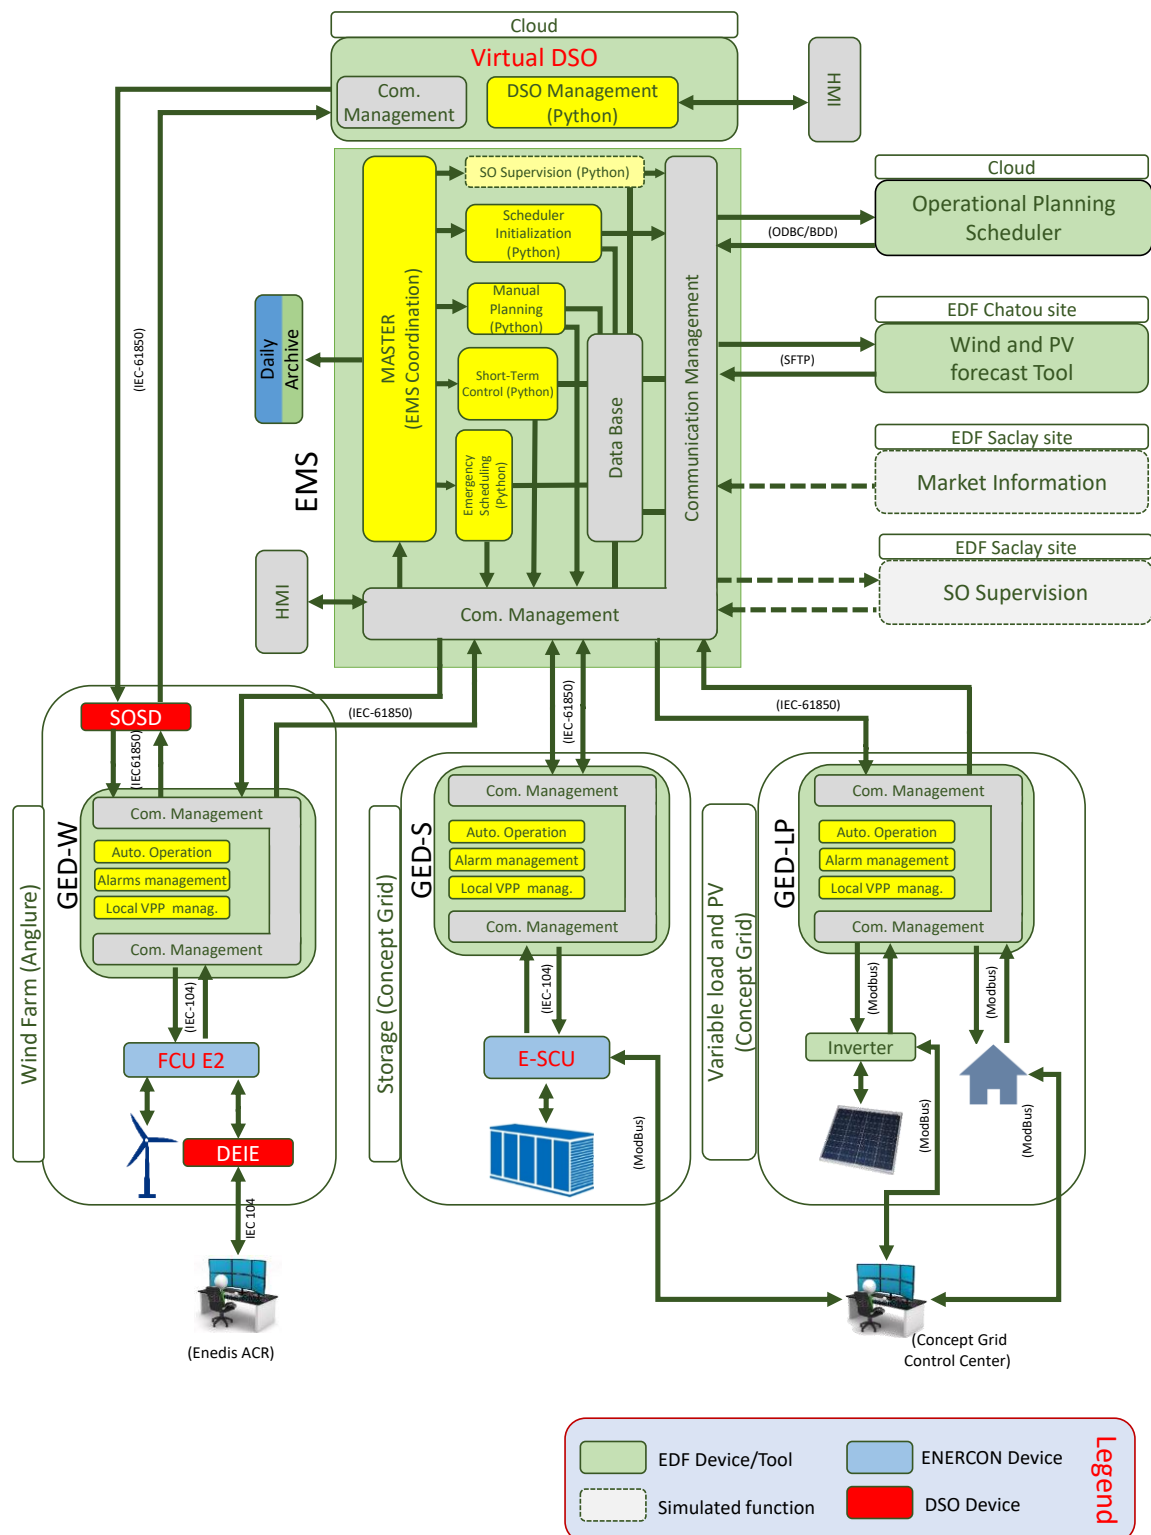 Cloud
Virtual DSO
Com.
Management
DSO Management
(Python)
HMI
(IEC-61850)
Daily
Archive
EMS
MASTER
(EMS Coordination)
SO Supervision (Python)
Scheduler
Initialization
(Python)
Manual
Planning
(Python)
Short-Term
Control (Python)
Emergency
Scheduling
(Python)
Data Base
Communication Management
Com. Management
HMI
Cloud
Operational Planning
Scheduler
(ODBC/BDD)
EDF Chatou site
Wind and PV
forecast Tool
(SFTP)
EDF Saclay site
Market Information
EDF Saclay site
SO Supervision
(IEC-61850)
(IEC-61850)
(IEC-61850)
Wind Farm (Anglure)
SOSD
(IEC61850)
GED-W
Com. Management
Auto. Operation
Alarms management
Local VPP manag.
Com. Management
(IEC-104)
FCU E2
DEIE
IEC 104
(Enedis ACR)
Storage (Concept Grid)
GED-S
Com. Management
Auto. Operation
Alarm management
Local VPP manag.
Com. Management
(IEC-104)
E-SCU
(ModBus)
Variable load and PV
(Concept Grid)
GED-LP
Com. Management
Auto. Operation
Alarm management
Local VPP manag.
Com. Management
(Modbus)
(Modbus)
Inverter
(ModBus)
(ModBus)
(Concept Grid
Control Center)
EDF Device/Tool
ENERCON Device
Simulated function
DSO Device
Legend